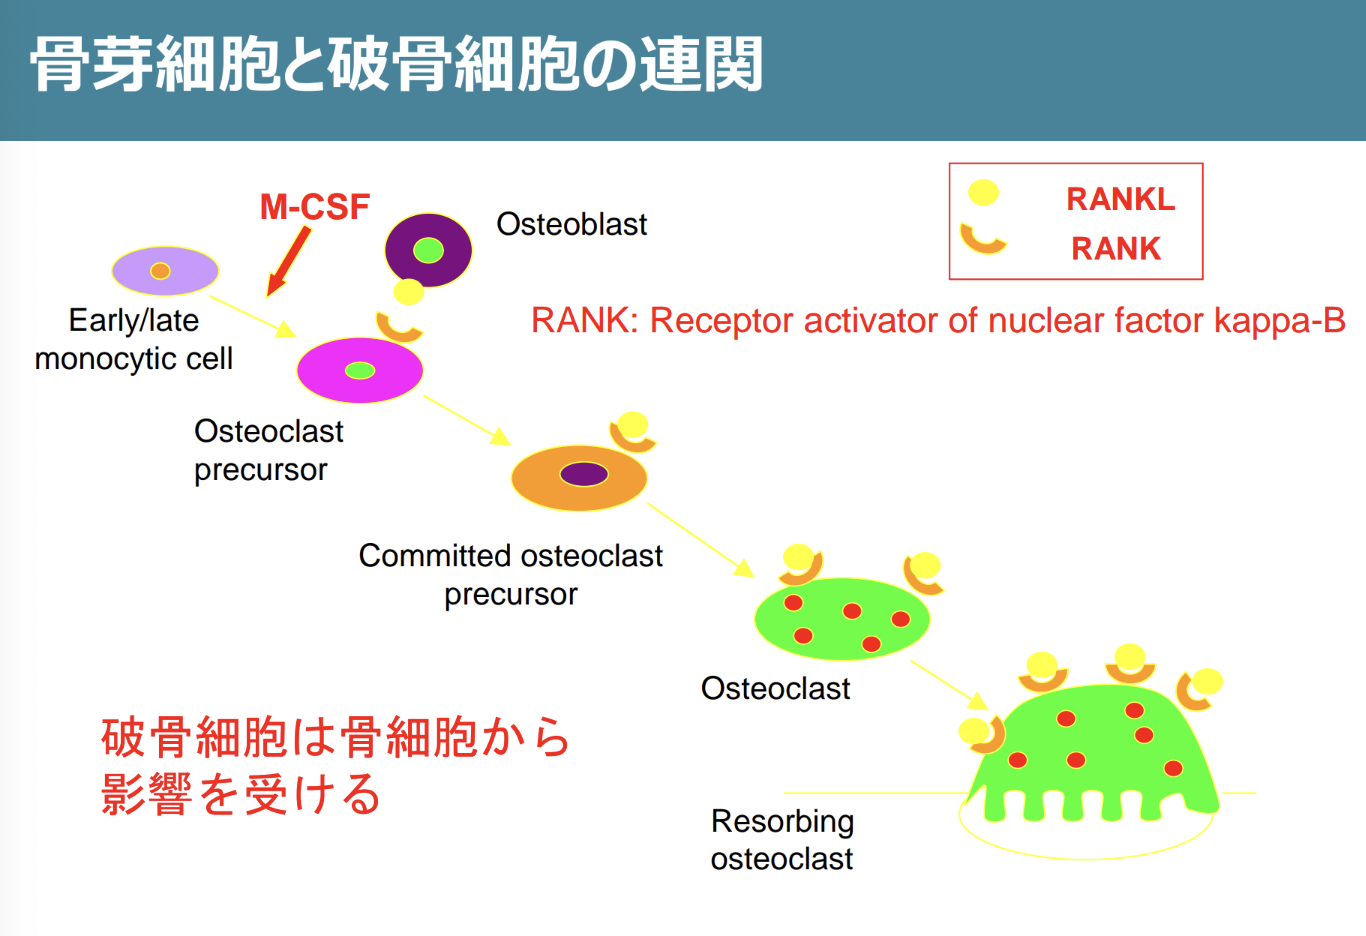 骨芽細胞と破骨細胞の連関
M-CSF
Osteoblast
RANKL
RANK
Early/late
monocytic cell
RANK: Receptor activator of nuclear factor kappa-B
Osteoclast
precursor
Committed osteoclast
precursor
Osteoclast
破骨細胞は骨細胞から
影響を受ける
Resorbing
osteoclast